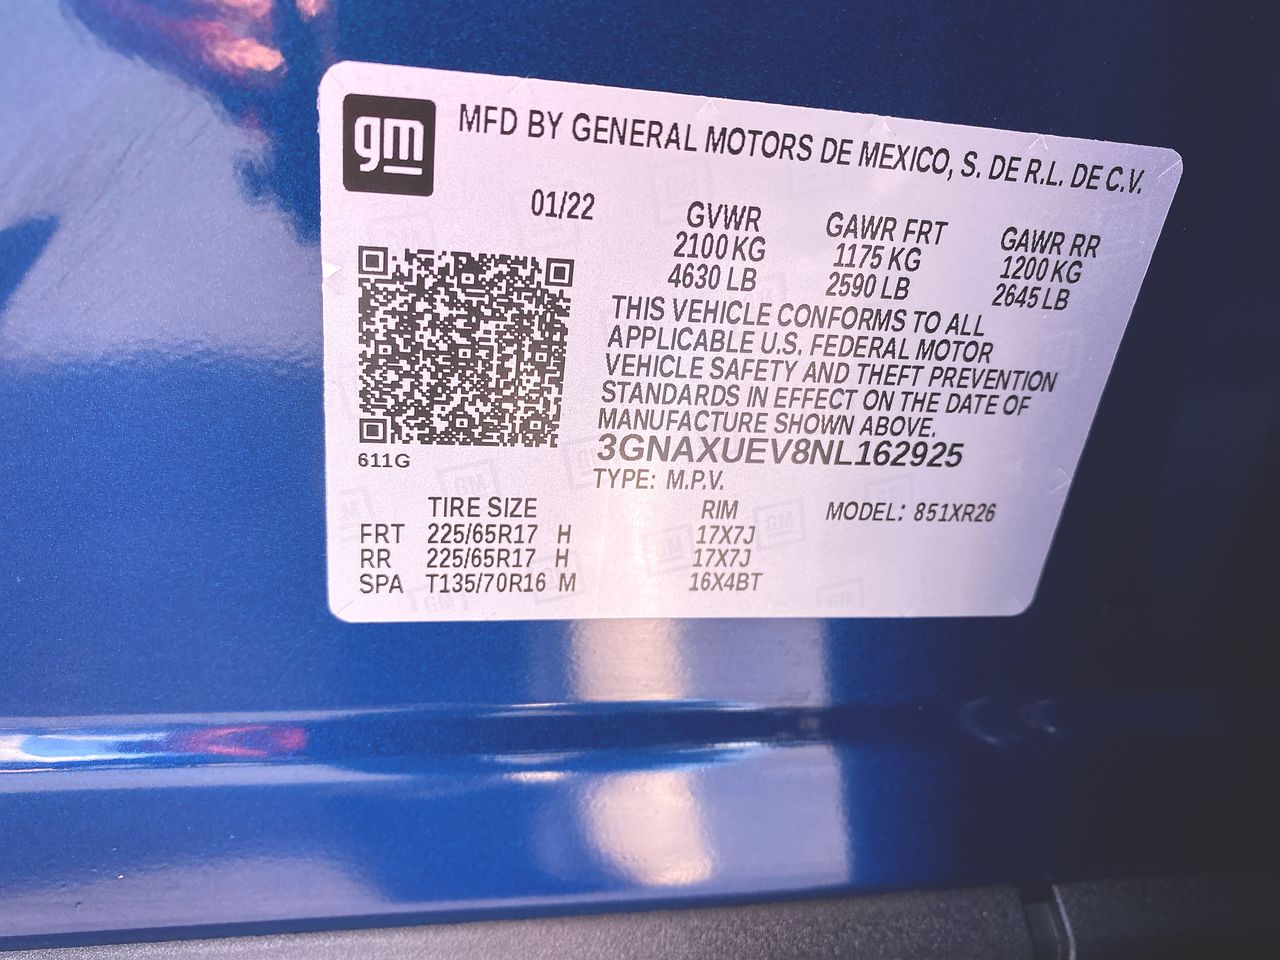 gm
MFD BY GENERAL MOTORS DE MEXICO, S. DE R.L. DE C.V.
01/22 GVWR GAWR FRT GAWR RR
2100 KG 1175 KG 1200 KG
4630 LB 2590 LB 2645 LB
THIS VEHICLE CONFORMS TO ALL
APPLICABLE U.S. FEDERAL MOTOR
VEHICLE SAFETY AND THEFT PREVENTION
STANDARDS IN EFFECT ON THE DATE OF
MANUFACTURE SHOWN ABOVE.
3GNAXUEV8NL162925
611G
TYPE: M.P.V.
TIRE SIZE RIM MODEL: 851XR26
FRT 225/65R17 H 17X7J
RR 225/65R17 H 17X7J
SPA T135/70R16 M 16X4BT